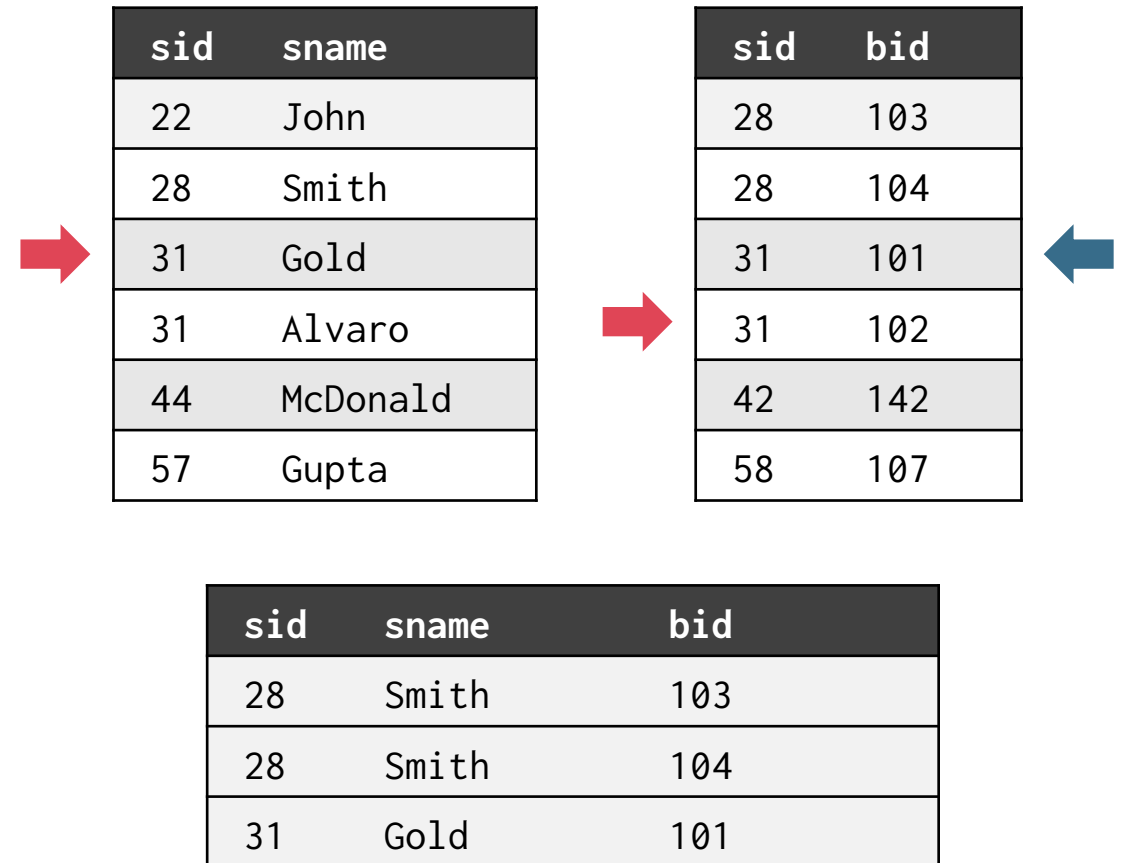 sid sname
22 John
28 Smith
31 Gold
31 Alvaro
44 McDonald
57 Gupta
sid bid
28 103
28 104
31 101
31 102
42 142
58 107
sid sname bid
28 Smith 103
28 Smith 104
31 Gold 101